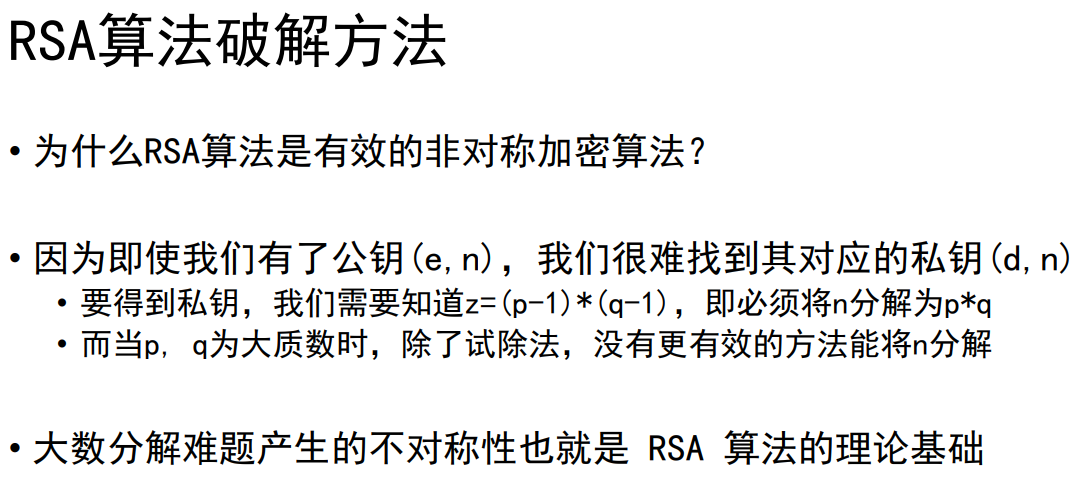 RSA算法破解方法
• 为什么RSA算法是有效的非对称加密算法？
• 因为即使我们有了公钥(e,n)，我们很难找到其对应的私钥(d,n)
• 要得到私钥，我们需要知道z=(p-1)*(q-1)，即必须将n分解为p*q
• 而当p, q为大质数时，除了试除法，没有更有效的方法能将n分解
• 大数分解难题产生的不对称性也就是 RSA 算法的理论基础